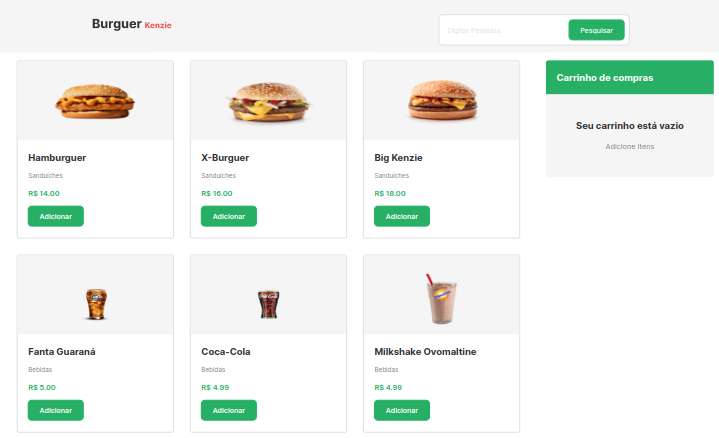 Burguer Kenzie
Digitar Pesquisa
Pesquisar
Carrinho de compras
Seu carrinho está vazio
Adicione itens
Hamburguer
Sanduíches
R$ 14.00
Adicionar
X-Burguer
Sanduíches
R$ 16.00
Adicionar
Big Kenzie
Sanduíches
R$ 18.00
Adicionar
Fanta Guaraná
Bebidas
R$ 5.00
Adicionar
Coca-Cola
Bebidas
R$ 4.99
Adicionar
Milkshake Ovomaltine
Bebidas
R$ 4.99
Adicionar